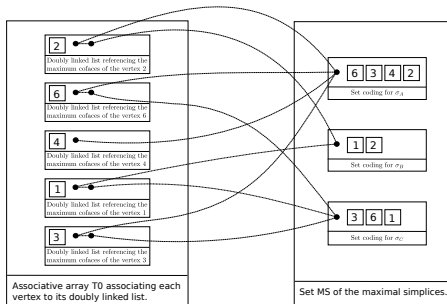 2
Doubly linked list referencing the
maximum cofaces of the vertex 2
6
Doubly linked list referencing the
maximum cofaces of the vertex 6
4
Doubly linked list referencing the
maximum cofaces of the vertex 4
1
Doubly linked list referencing the
maximum cofaces of the vertex 1
3
Doubly linked list referencing the
maximum cofaces of the vertex 3
Associative array T0 associating each
vertex to its doubly linked list.
6 3 4 2
Set coding for σ_A
1 2
Set coding for σ_B
3 6 1
Set coding for σ_C
Set MS of the maximal simplices.